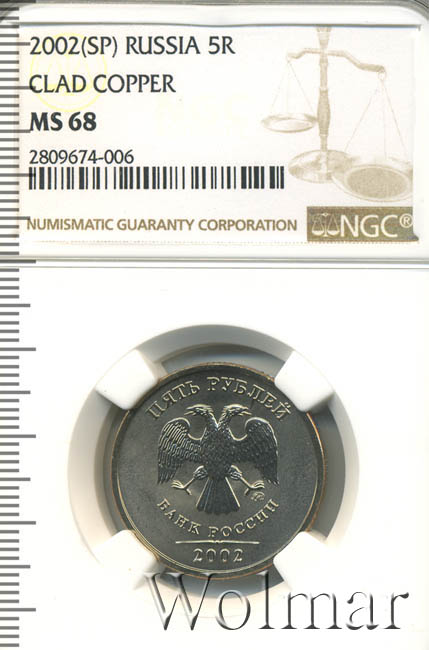 2002(SP) RUSSIA 5R
CLAD COPPER
MS 68
2809674-006
NUMISMATIC GUARANTY CORPORATION
NGC®
ПЯТЬ РУБЛЕЙ
БАНК РОССИИ
2002
Wolmar